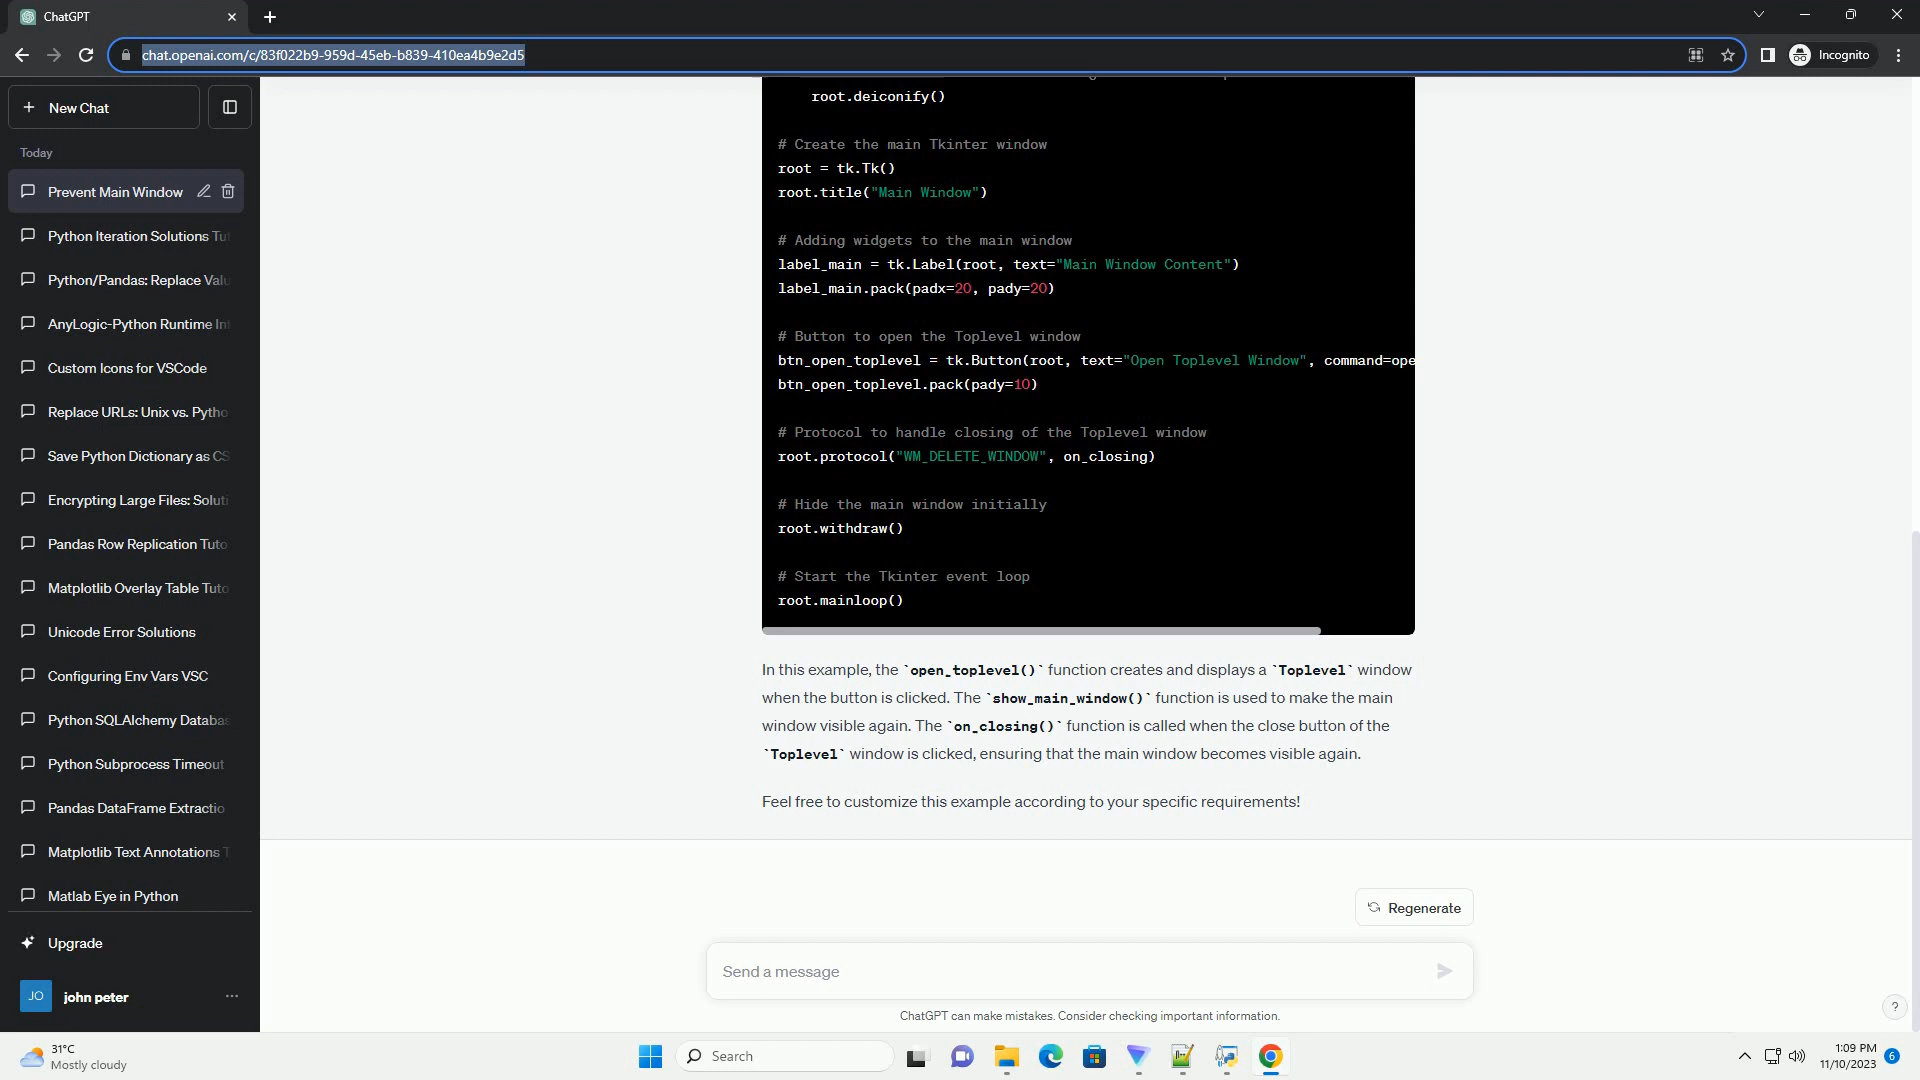 ChatGPT
chat.openai.com/c/83f022b9-959d-45eb-b839-410ea4b9e2d5
Incognito
New Chat
Today
Prevent Main Window
Python Iteration Solutions Tut
Python/Pandas: Replace Valu
AnyLogic-Python Runtime Int
Custom Icons for VSCode
Replace URLs: Unix vs. Pytho
Save Python Dictionary as CS
Encrypting Large Files: Soluti
Pandas Row Replication Tuto
Matplotlib Overlay Table Tuto
Unicode Error Solutions
Configuring Env Vars VSC
Python SQLAlchemy Databas
Python Subprocess Timeout
Pandas DataFrame Extractio
Matplotlib Text Annotations T
Matlab Eye in Python
Upgrade
JO john peter
root.deiconify()
# Create the main Tkinter window
root = tk.Tk()
root.title("Main Window")
# Adding widgets to the main window
label_main = tk.Label(root, text="Main Window Content")
label_main.pack(padx=20, pady=20)
# Button to open the Toplevel window
btn_open_toplevel = tk.Button(root, text="Open Toplevel Window", command=ope
btn_open_toplevel.pack(pady=10)
# Protocol to handle closing of the Toplevel window
root.protocol("WM_DELETE_WINDOW", on_closing)
# Hide the main window initially
root.withdraw()
# Start the Tkinter event loop
root.mainloop()
In this example, the `open_toplevel()` function creates and displays a `Toplevel` window
when the button is clicked. The `show_main_window()` function is used to make the main
window visible again. The `on_closing()` function is called when the close button of the
`Toplevel` window is clicked, ensuring that the main window becomes visible again.
Feel free to customize this example according to your specific requirements!
Regenerate
Send a message
ChatGPT can make mistakes. Consider checking important information.
?
31°C
Mostly cloudy
Search
1:09 PM
11/10/2023
6